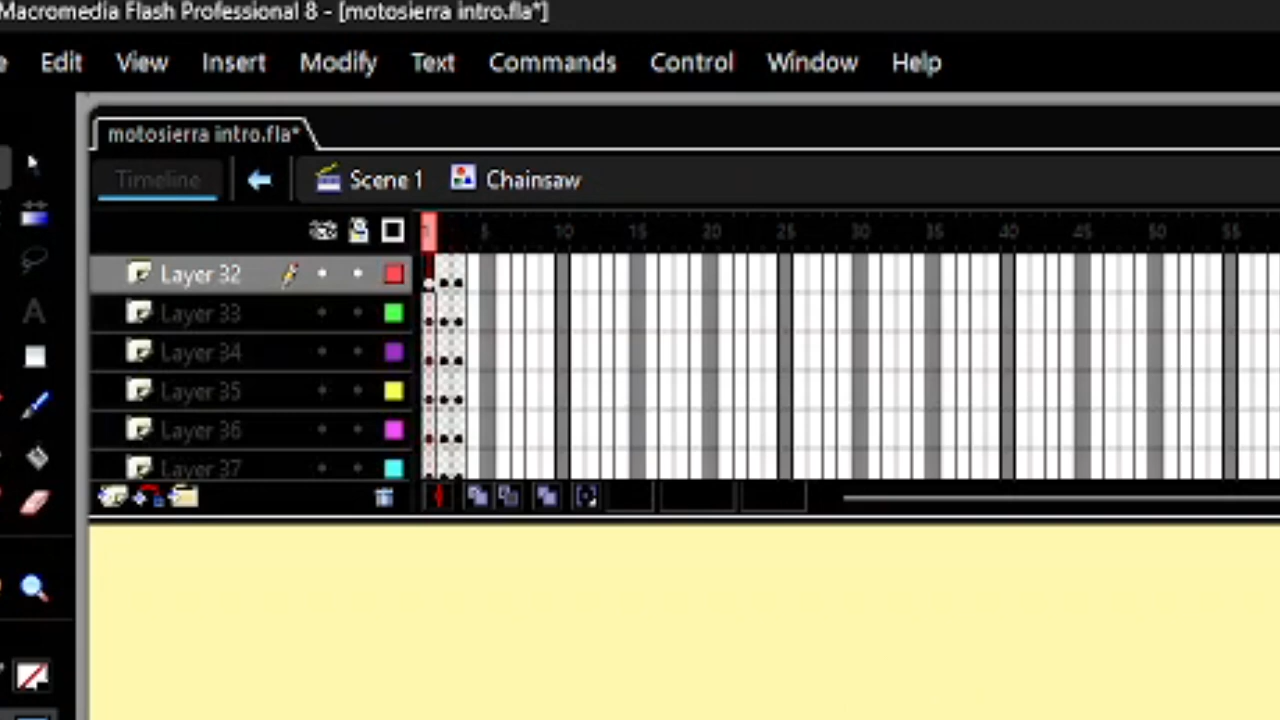 Macromedia Flash Professional 8 - [motosierra intro.fla*]
Edit View Insert Modify Text Commands Control Window Help
motosierra intro.fla*
Timeline Scene 1 Chainsaw
5 10 15 20 25 30 35 40 45 50 55
Layer 32
Layer 33
Layer 34
Layer 35
Layer 36
Layer 37